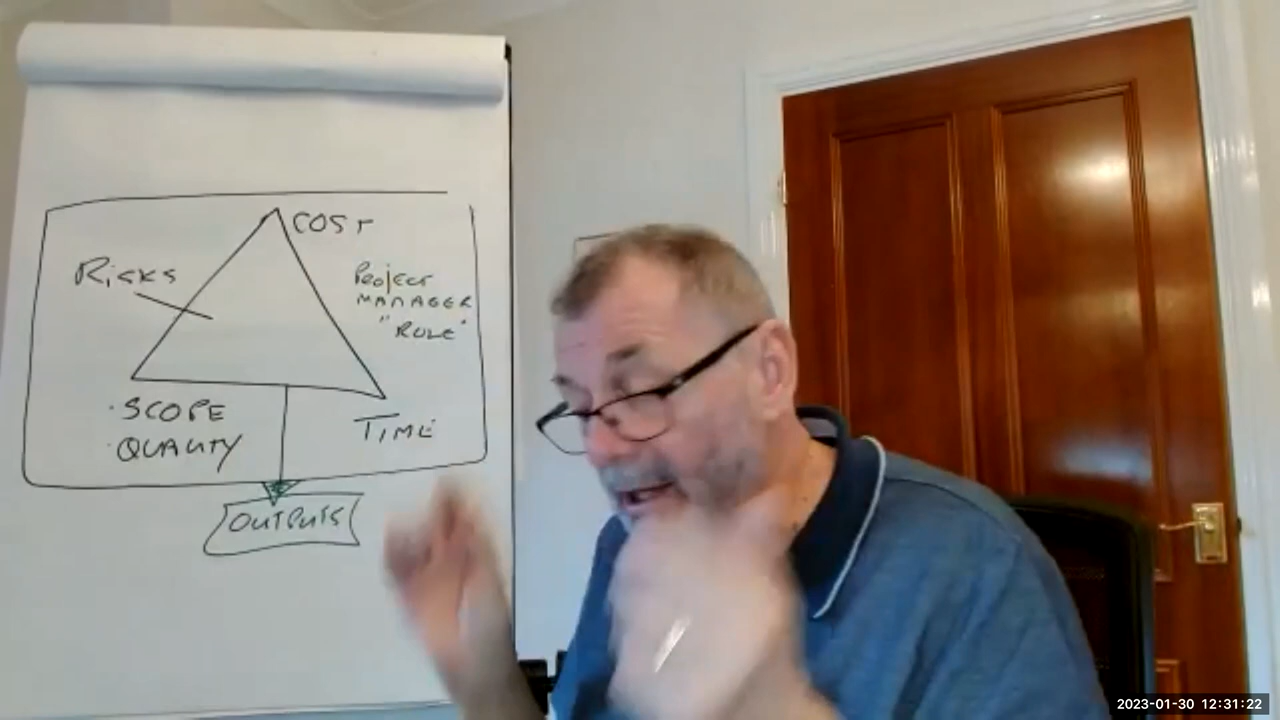 COST
Risks
PROJECT
MANAGER
"ROLE"
· SCOPE
· QUALITY
TIME
OUTPUTS
2023-01-30 12:31:22